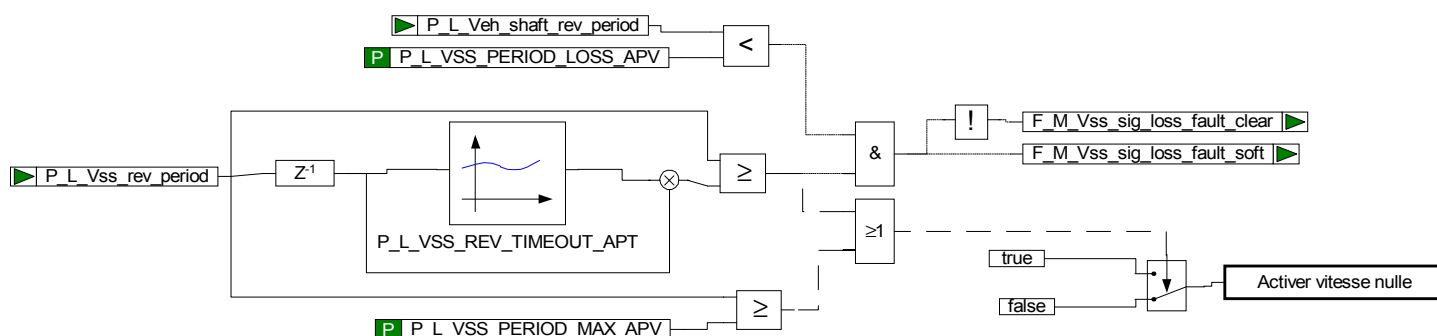 P_L_Veh_shaft_rev_period
<
P P_L_VSS_PERIOD_LOSS_APV
!
F_M_Vss_sig_loss_fault_clear
&
F_M_Vss_sig_loss_fault_soft
P_L_Vss_rev_period
Z-1
≥
P_L_VSS_REV_TIMEOUT_APT
≥1
true
Activer vitesse nulle
false
≥
P P_L_VSS_PERIOD_MAX_APV